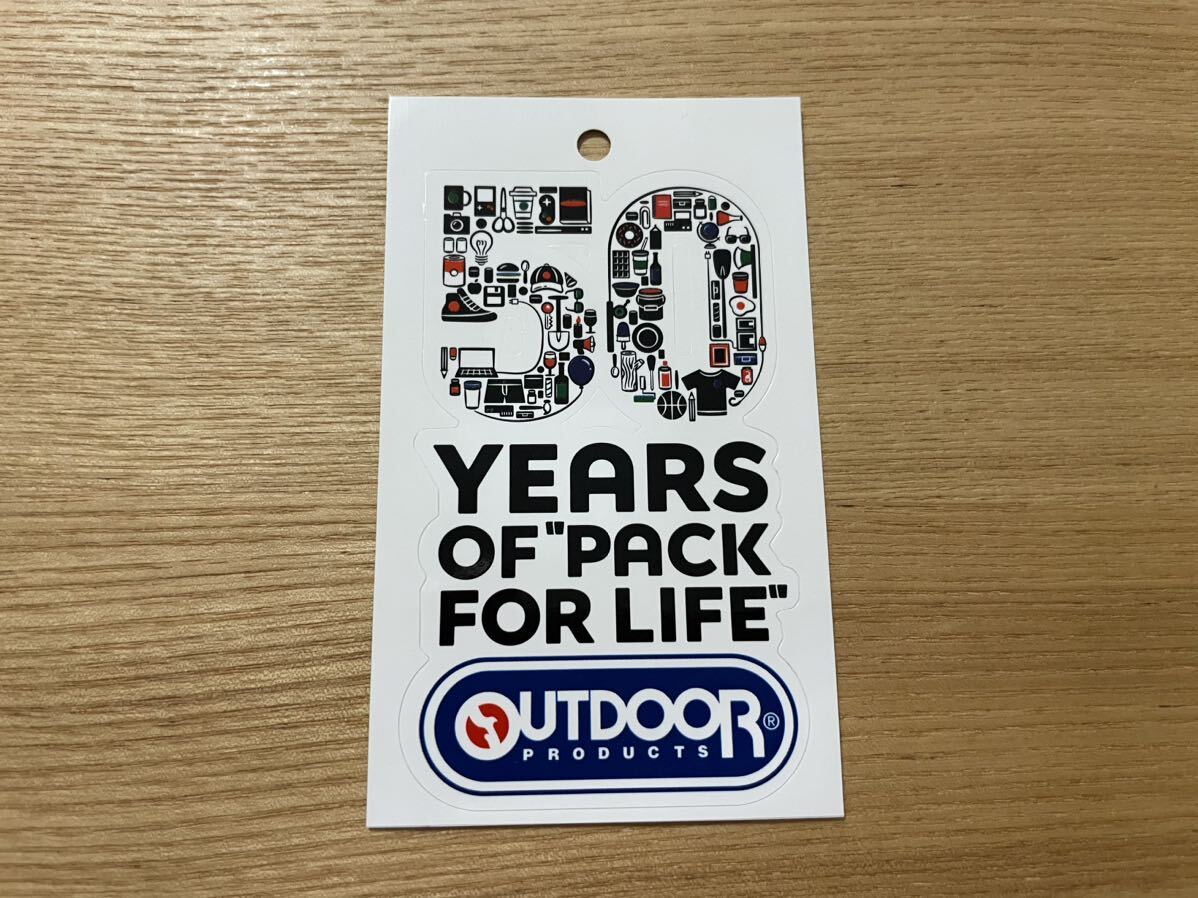 50
YEARS
OF "PACK
FOR LIFE"
OUTDOOR®
PRODUCTS